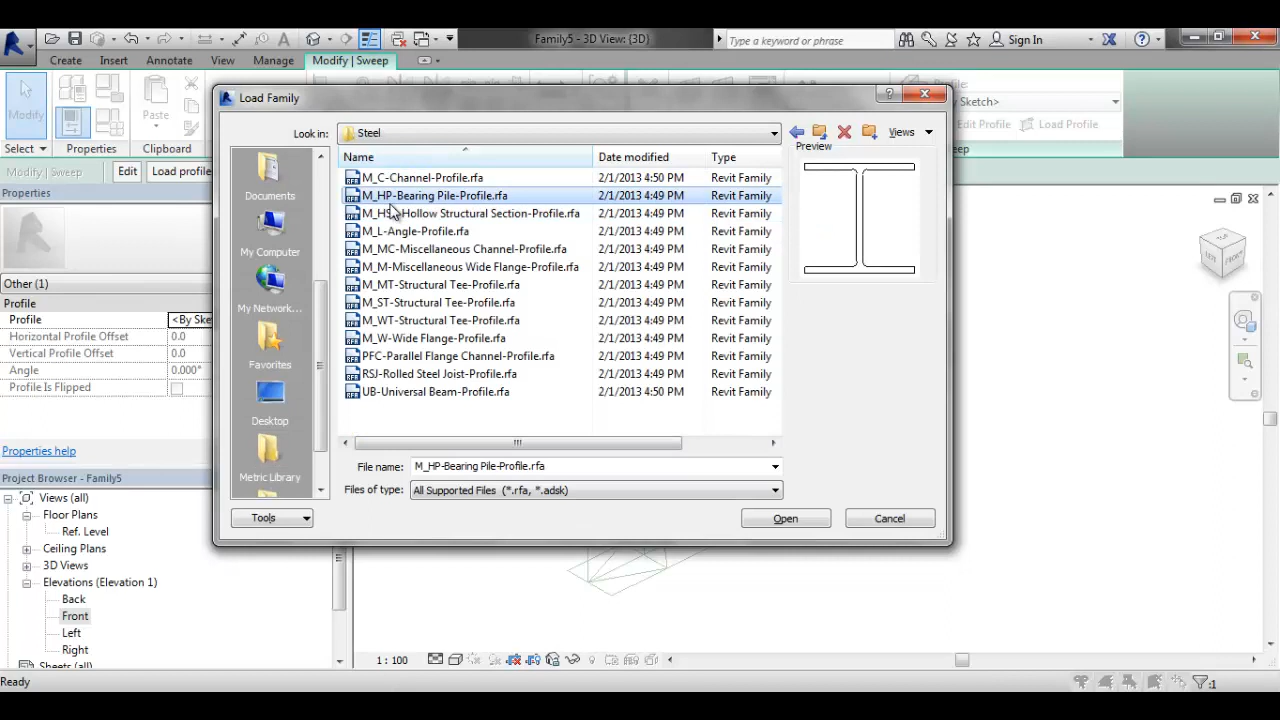 Family5 - 3D View: {3D}
Type a keyword or phrase
Sign In
Create Insert Annotate View Manage Modify | Sweep
Modify
Paste
Select Properties Clipboard
Sketch>
Edit Profile Load Profile
Modify | Sweep Edit Load profile
Load Family
Look in: Steel Views
Name Date modified Type
Preview
M_C-Channel-Profile.rfa 2/1/2013 4:50 PM Revit Family
M_HP-Bearing Pile-Profile.rfa 2/1/2013 4:49 PM Revit Family
M_HS -Hollow Structural Section-Profile.rfa 2/1/2013 4:49 PM Revit Family
M_L-Angle-Profile.rfa 2/1/2013 4:49 PM Revit Family
M_MC-Miscellaneous Channel-Profile.rfa 2/1/2013 4:49 PM Revit Family
M_M-Miscellaneous Wide Flange-Profile.rfa 2/1/2013 4:49 PM Revit Family
M_MT-Structural Tee-Profile.rfa 2/1/2013 4:49 PM Revit Family
M_ST-Structural Tee-Profile.rfa 2/1/2013 4:49 PM Revit Family
M_WT-Structural Tee-Profile.rfa 2/1/2013 4:49 PM Revit Family
M_W-Wide Flange-Profile.rfa 2/1/2013 4:49 PM Revit Family
PFC-Parallel Flange Channel-Profile.rfa 2/1/2013 4:49 PM Revit Family
RSJ-Rolled Steel Joist-Profile.rfa 2/1/2013 4:49 PM Revit Family
UB-Universal Beam-Profile.rfa 2/1/2013 4:50 PM Revit Family
Documents
My Computer
My Network...
Favorites
Desktop
Metric Library
File name: M_HP-Bearing Pile-Profile.rfa
Files of type: All Supported Files (*.rfa, *.adsk)
Tools Open Cancel
TOP
FRONT
Properties
Other (1)
Profile
Profile <By Ske
Horizontal Profile Offset 0.0
Vertical Profile Offset 0.0
Angle 0.000°
Profile Is Flipped
Properties help
Project Browser - Family5
Views (all)
Floor Plans
Ref. Level
Ceiling Plans
3D Views
Elevations (Elevation 1)
Back
Front
Left
Right
Sheets (all)
1 : 100
Ready
:1